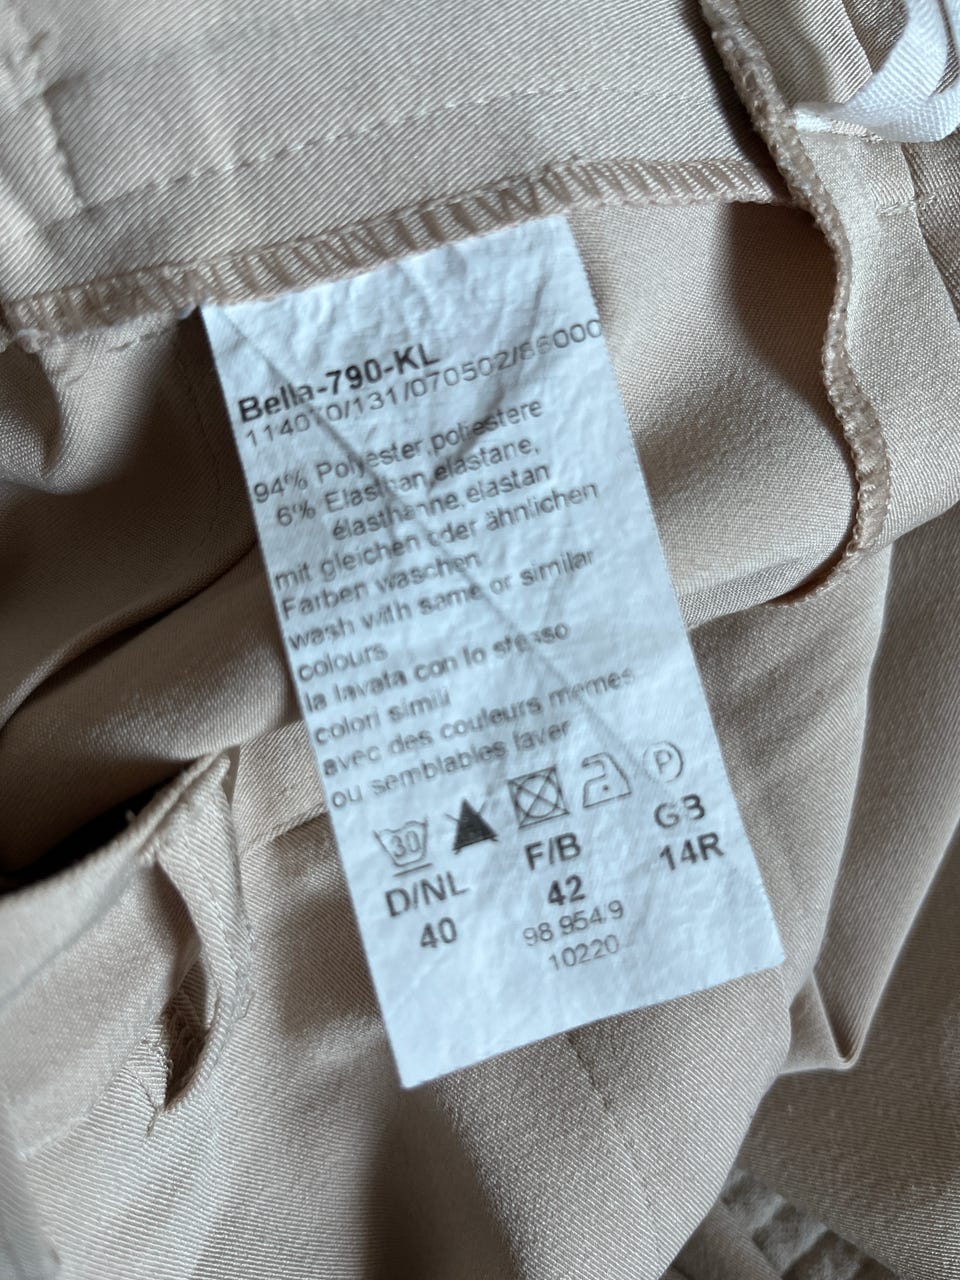 Bella-790-KL
114070/131/070502/86000
94% Polyester,poliestere
6% Elasthan,elastane,
élasthanne,elastan
mit gleichen oder ähnlichen
Farben waschen
wash with same or similar
colours
la lavata con lo stesso
colori simili
avec des couleurs memes
ou semblables laver
30 P
D/NL F/B GB
40 42 14R
98 954/9
10220